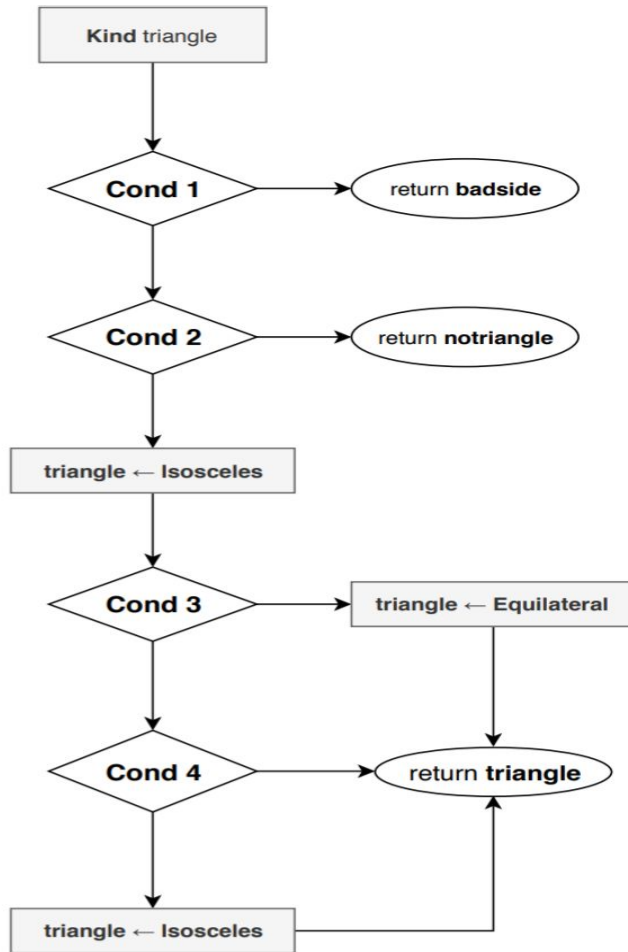 Kind triangle
Cond 1
return badside
Cond 2
return notriangle
triangle ← Isosceles
Cond 3
triangle ← Equilateral
Cond 4
return triangle
triangle ← Isosceles